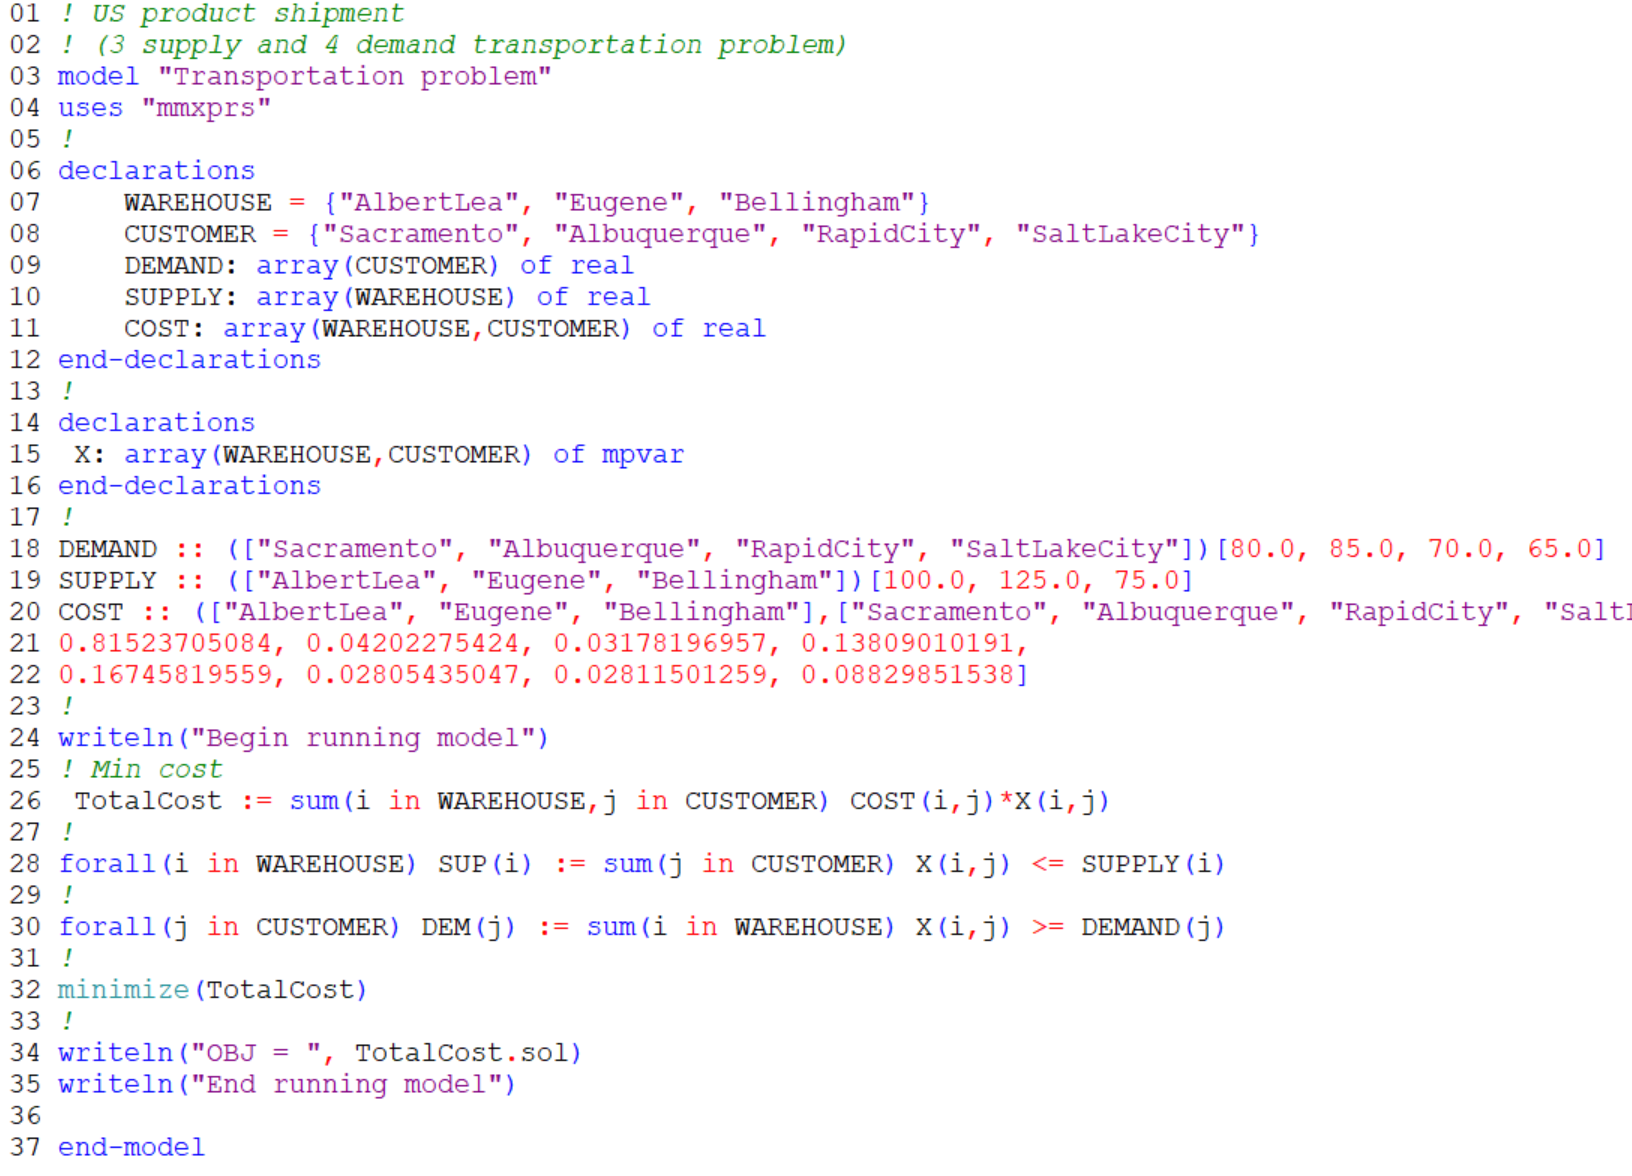 01 ! US product shipment
02 ! (3 supply and 4 demand transportation problem)
03 model "Transportation problem"
04 uses "mmxprs"
05 !
06 declarations
07     WAREHOUSE = {"AlbertLea", "Eugene", "Bellingham"}
08     CUSTOMER = {"Sacramento", "Albuquerque", "RapidCity", "SaltLakeCity"}
09     DEMAND: array(CUSTOMER) of real
10     SUPPLY: array(WAREHOUSE) of real
11     COST: array(WAREHOUSE,CUSTOMER) of real
12 end-declarations
13 !
14 declarations
15  X: array(WAREHOUSE,CUSTOMER) of mpvar
16 end-declarations
17 !
18 DEMAND :: (["Sacramento", "Albuquerque", "RapidCity", "SaltLakeCity"])[80.0, 85.0, 70.0, 65.0]
19 SUPPLY :: (["AlbertLea", "Eugene", "Bellingham"])[100.0, 125.0, 75.0]
20 COST :: (["AlbertLea", "Eugene", "Bellingham"],["Sacramento", "Albuquerque", "RapidCity", "Salt
21 0.81523705084, 0.04202275424, 0.03178196957, 0.13809010191,
22 0.16745819559, 0.02805435047, 0.02811501259, 0.08829851538]
23 !
24 writeln("Begin running model")
25 ! Min cost
26  TotalCost := sum(i in WAREHOUSE,j in CUSTOMER) COST(i,j)*X(i,j)
27 !
28 forall(i in WAREHOUSE) SUP(i) := sum(j in CUSTOMER) X(i,j) <= SUPPLY(i)
29 !
30 forall(j in CUSTOMER) DEM(j) := sum(i in WAREHOUSE) X(i,j) >= DEMAND(j)
31 !
32 minimize(TotalCost)
33 !
34 writeln("OBJ = ", TotalCost.sol)
35 writeln("End running model")
36
37 end-model